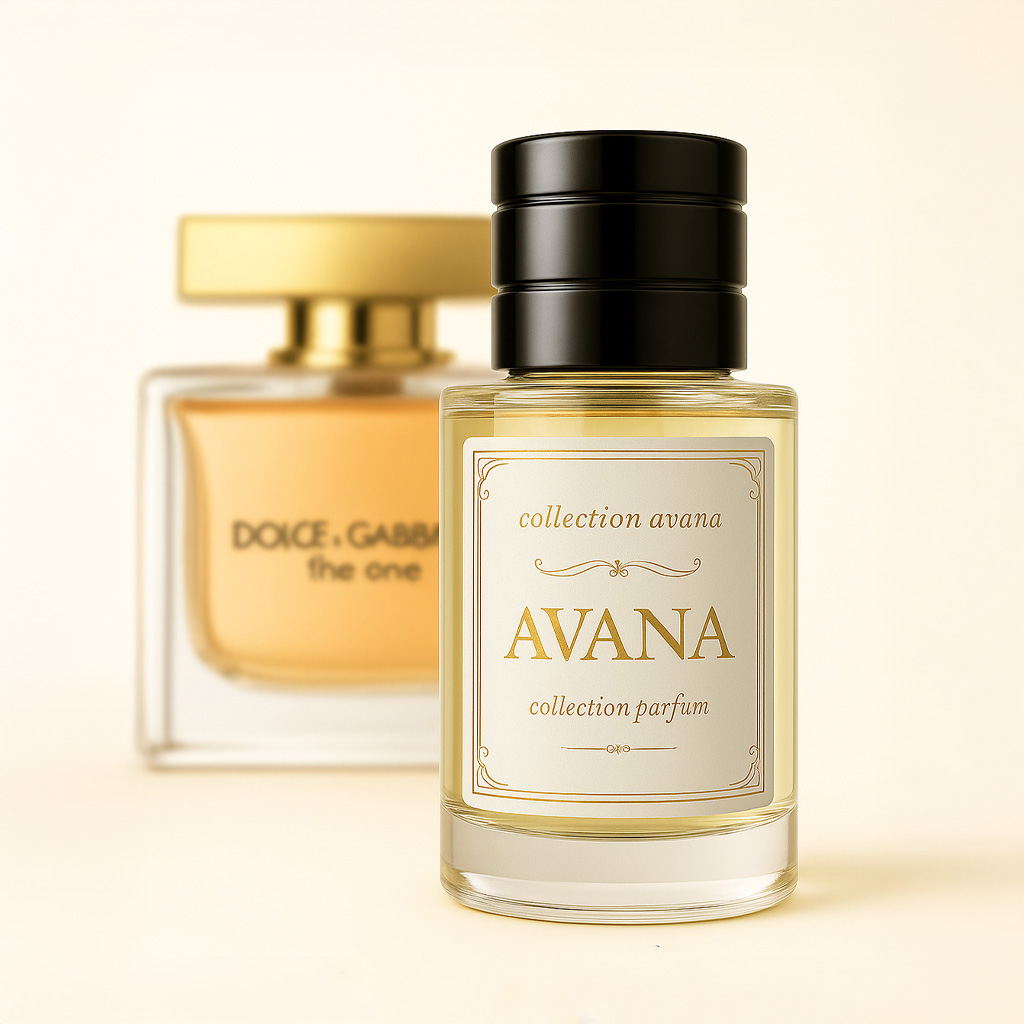 DOLCE & GABBA
the one
collection avana
AVANA
collection parfum